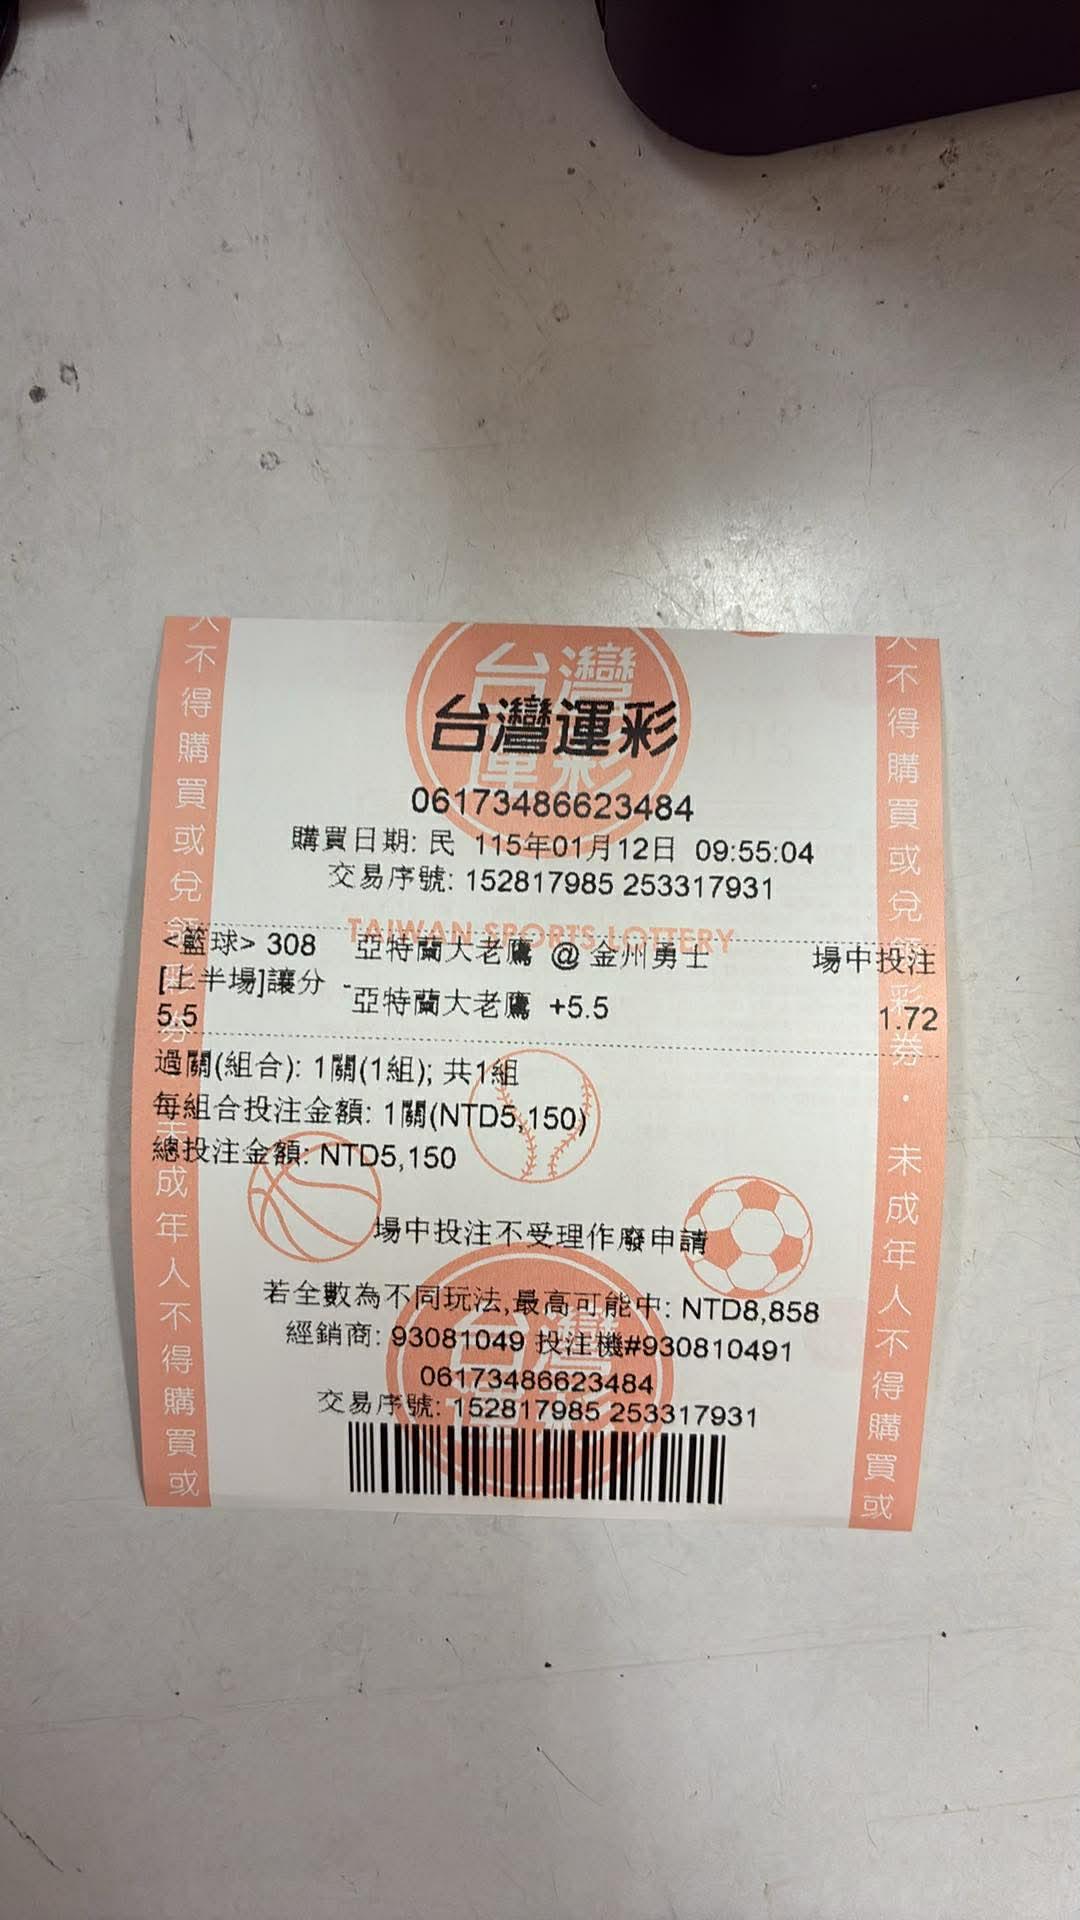 台灣運彩
06173486623484
購買日期: 民 115年01月12日 09:55:04
交易序號: 152817985 253317931
TAIWAN SPORTS LOTTERY
<籃球> 308 亞特蘭大老鷹 @ 金州勇士 場中投注
[上半場]讓分 - 亞特蘭大老鷹 +5.5
5.5 1.72
過關(組合): 1關(1組); 共1組
每組合投注金額: 1關(NTD5,150)
總投注金額: NTD5,150
場中投注不受理作廢申請
若全數為不同玩法,最高可能中: NTD8,858
經銷商: 93081049 投注機#930810491
06173486623484
交易序號: 152817985 253317931
人不得購買或兌領彩券・未成年人不得購買或
人不得購買或兌領彩券・未成年人不得購買或